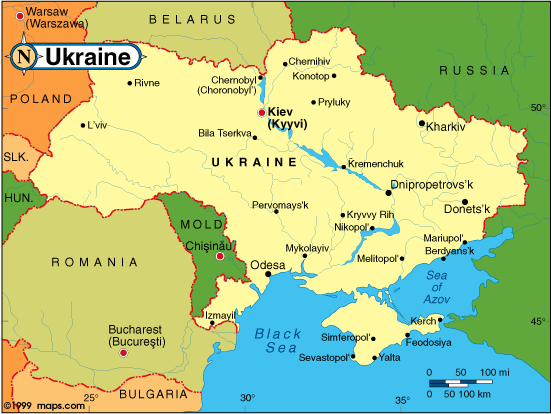 Warsaw
(Warszawa)
BELARUS
N
Ukraine
Chernihiv
Chernobyl
(Choronobyl')
Konotop
RUSSIA
Rivne
POLAND
Pryluky
Kiev
(Kyyvi)
50°
L'viv
Kharkiv
Bila Tserkva
SLK.
UKRAINE
Kremenchuk
HUN.
Dnipropetrovs'k
Donets'k
Pervomays'k
Kryvvy Rih
MOLD
Nikopol'
Chişinău
Mariupol'
Mykolayiv
Berdyans'k
ROMANIA
Odesa
Melitopol'
Sea
of
Azov
Izmayil
Kerch
45°
Bucharest
(Bucureşti)
Black
Sea
Simferopol'
Feodosiya
Sevastopol'
Yalta
0 50 100 mi
0 50 100 km
BULGARIA
©1999 maps.com
25°
30°
35°